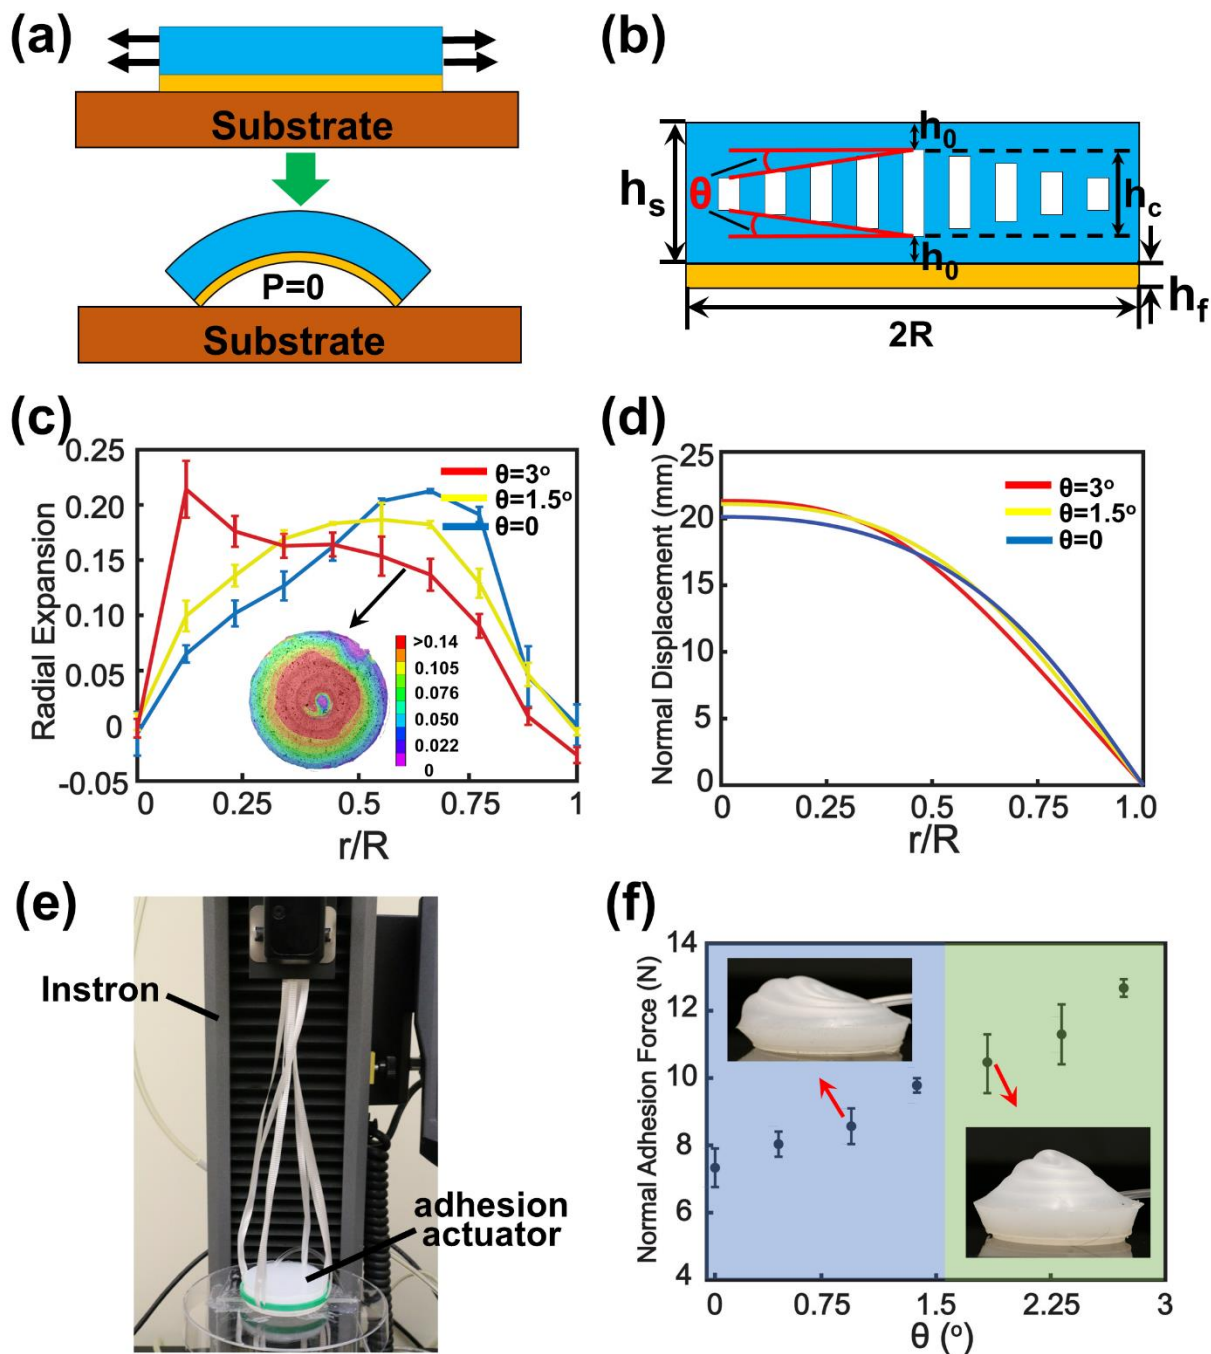 (a)
Substrate
P=0
Substrate
(b)
h0
θ
hs
hc
h0
hf
2R
(c)
Radial Expansion
0.25
0.20
0.15
0.10
0.05
0
-0.05
θ=3°
θ=1.5°
θ=0
>0.14
0.105
0.076
0.050
0.022
0
0 0.25 0.5 0.75 1
r/R
(d)
Normal Displacement (mm)
25
20
15
10
5
0
θ=3°
θ=1.5°
θ=0
0 0.25 0.5 0.75 1.0
r/R
(e)
Instron
adhesion
actuator
(f)
Normal Adhesion Force (N)
14
12
10
8
6
4
0 0.75 1.5 2.25 3
θ (°)